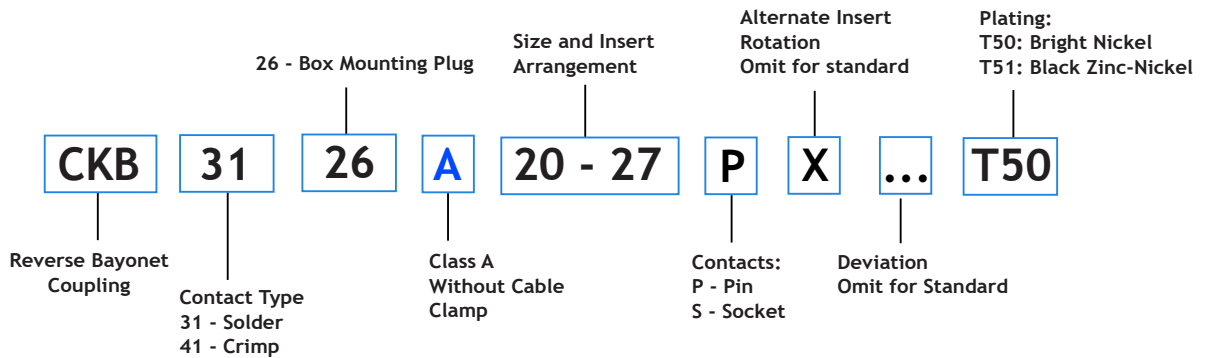 26 - Box Mounting Plug
Size and Insert
Arrangement
Alternate Insert
Rotation
Omit for standard
Plating:
T50: Bright Nickel
T51: Black Zinc-Nickel
CKB 31 26 A 20 - 27 P X ... T50
Reverse Bayonet
Coupling
Contact Type
31 - Solder
41 - Crimp
Class A
Without Cable
Clamp
Contacts:
P - Pin
S - Socket
Deviation
Omit for Standard